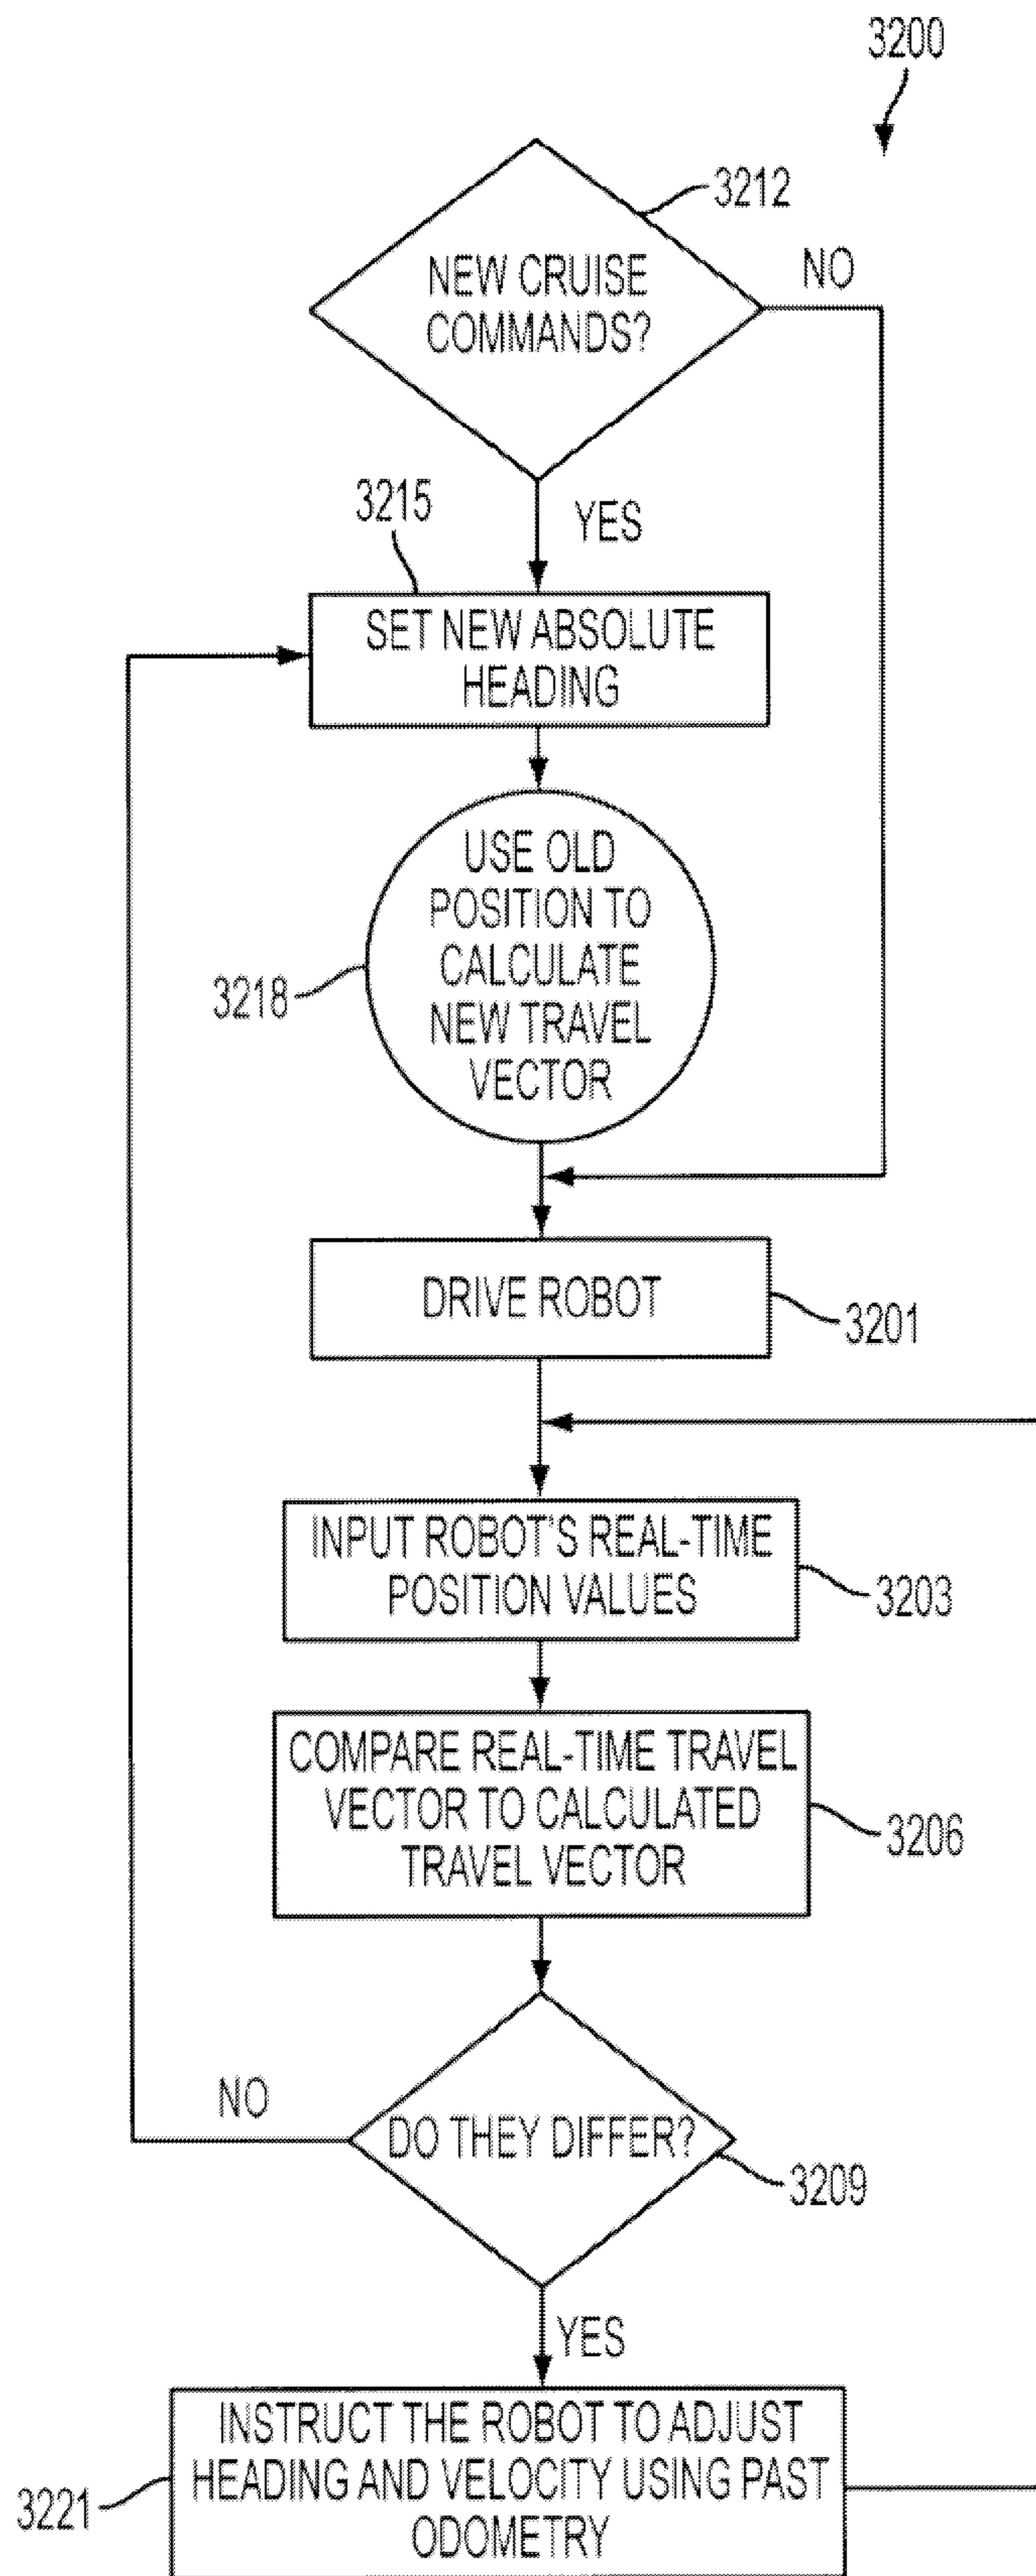 3200
3212
NEW CRUISE
COMMANDS?
NO
3215
YES
SET NEW ABSOLUTE
HEADING
USE OLD
POSITION TO
CALCULATE
NEW TRAVEL
VECTOR
3218
DRIVE ROBOT
3201
INPUT ROBOT'S REAL-TIME
POSITION VALUES
3203
COMPARE REAL-TIME TRAVEL
VECTOR TO CALCULATED
TRAVEL VECTOR
3206
NO
DO THEY DIFFER?
3209
YES
INSTRUCT THE ROBOT TO ADJUST
HEADING AND VELOCITY USING PAST
ODOMETRY
3221